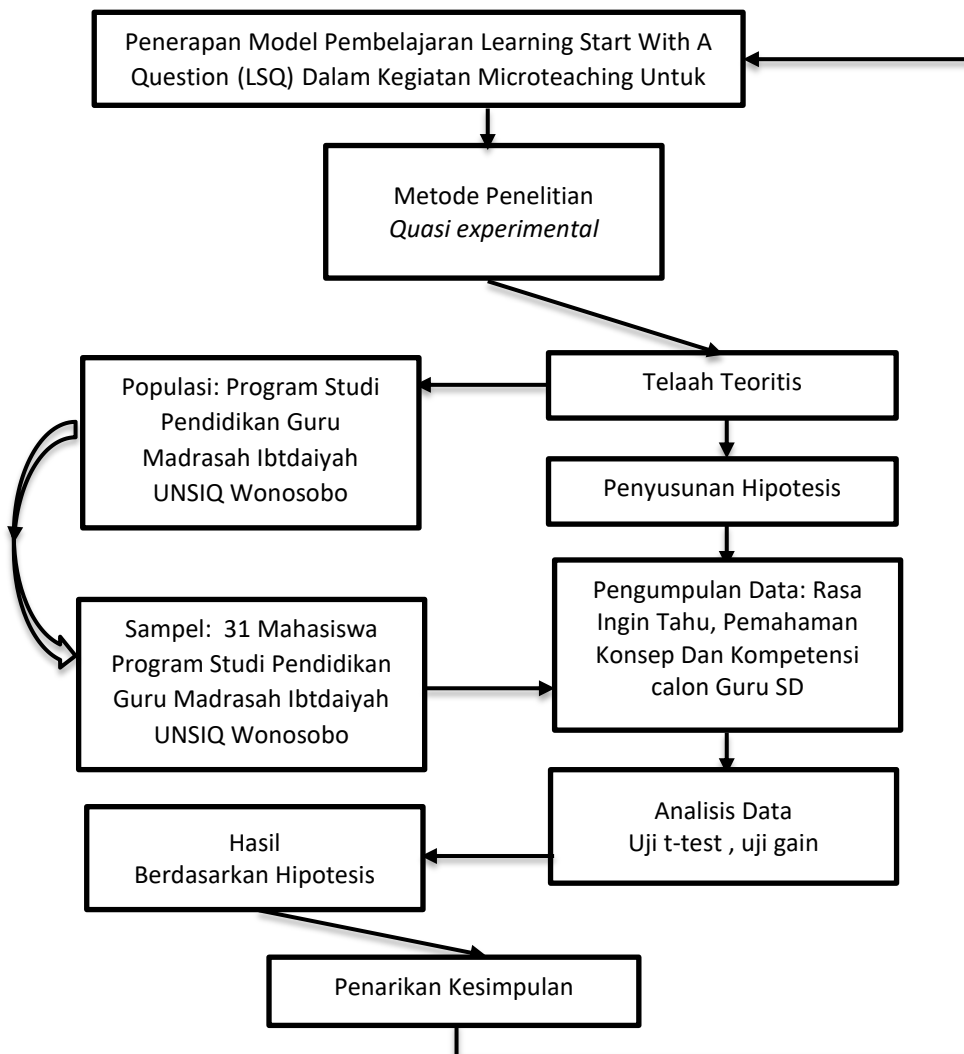 Penerapan Model Pembelajaran Learning Start With A
Question (LSQ) Dalam Kegiatan Microteaching Untuk
Metode Penelitian
Quasi experimental
Telaah Teoritis
Populasi: Program Studi
Pendidikan Guru
Madrasah Ibtdaiyah
UNSIQ Wonosobo
Penyusunan Hipotesis
Pengumpulan Data: Rasa
Ingin Tahu, Pemahaman
Konsep Dan Kompetensi
calon Guru SD
Sampel:  31 Mahasiswa
Program Studi Pendidikan
Guru Madrasah Ibtdaiyah
UNSIQ Wonosobo
Analisis Data
Uji t-test , uji gain
Hasil
Berdasarkan Hipotesis
Penarikan Kesimpulan